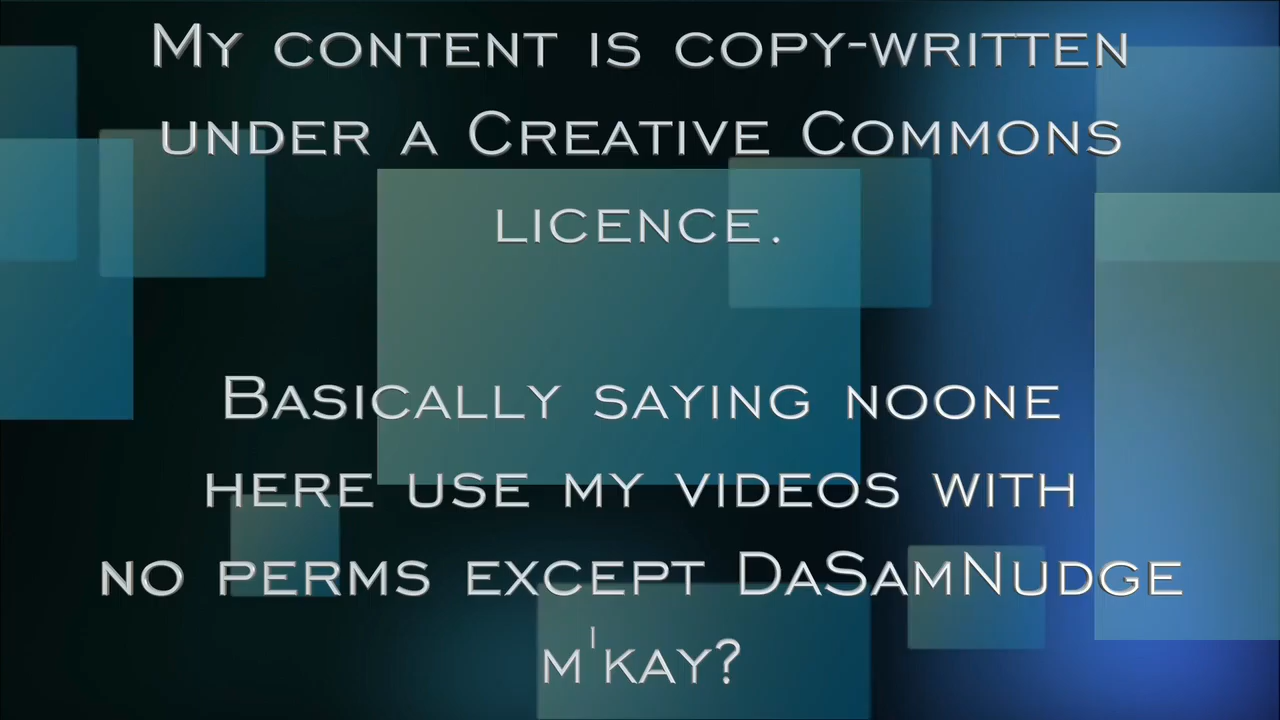 My content is copy-written
under a Creative Commons
licence.
Basically saying noone
here use my videos with
no perms except DaSamNudge
m'kay?